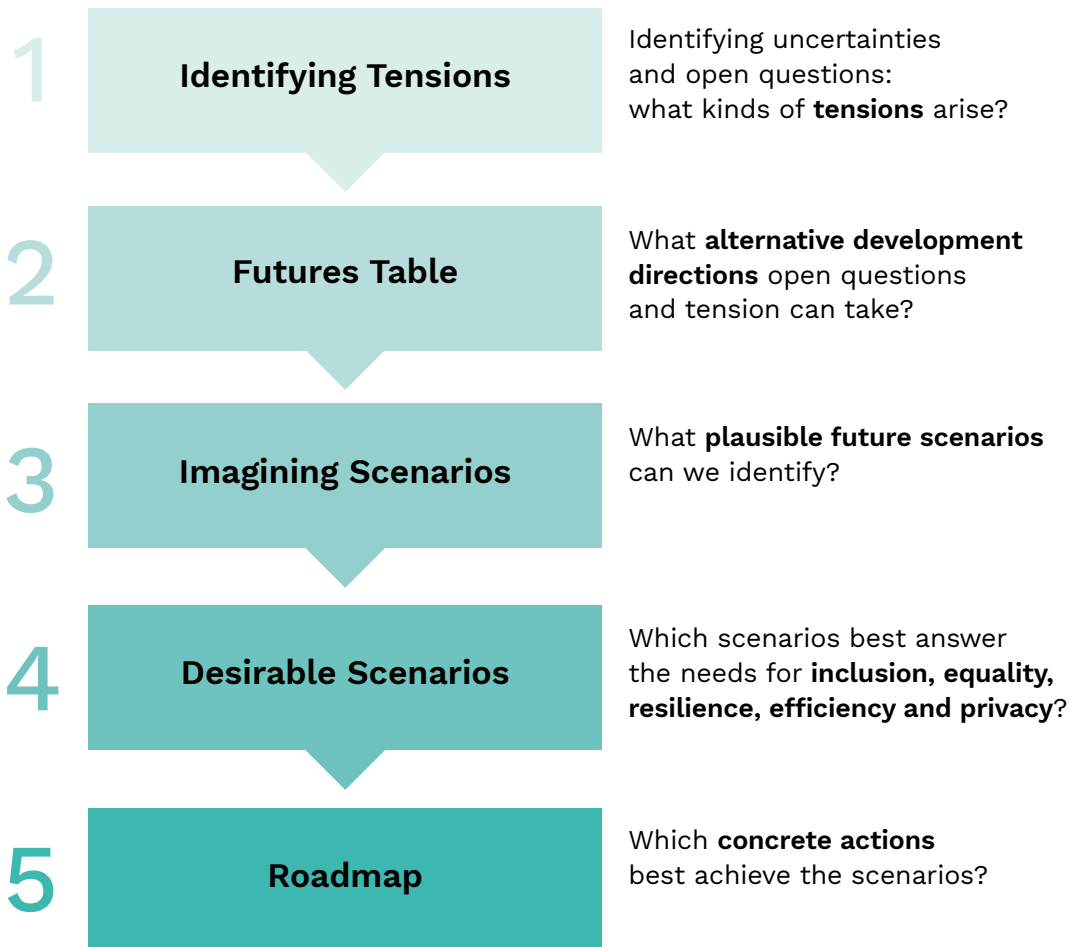 1
Identifying Tensions
Identifying uncertainties
and open questions:
what kinds of tensions arise?
2
Futures Table
What alternative development
directions open questions
and tension can take?
3
Imagining Scenarios
What plausible future scenarios
can we identify?
4
Desirable Scenarios
Which scenarios best answer
the needs for inclusion, equality,
resilience, efficiency and privacy?
5
Roadmap
Which concrete actions
best achieve the scenarios?